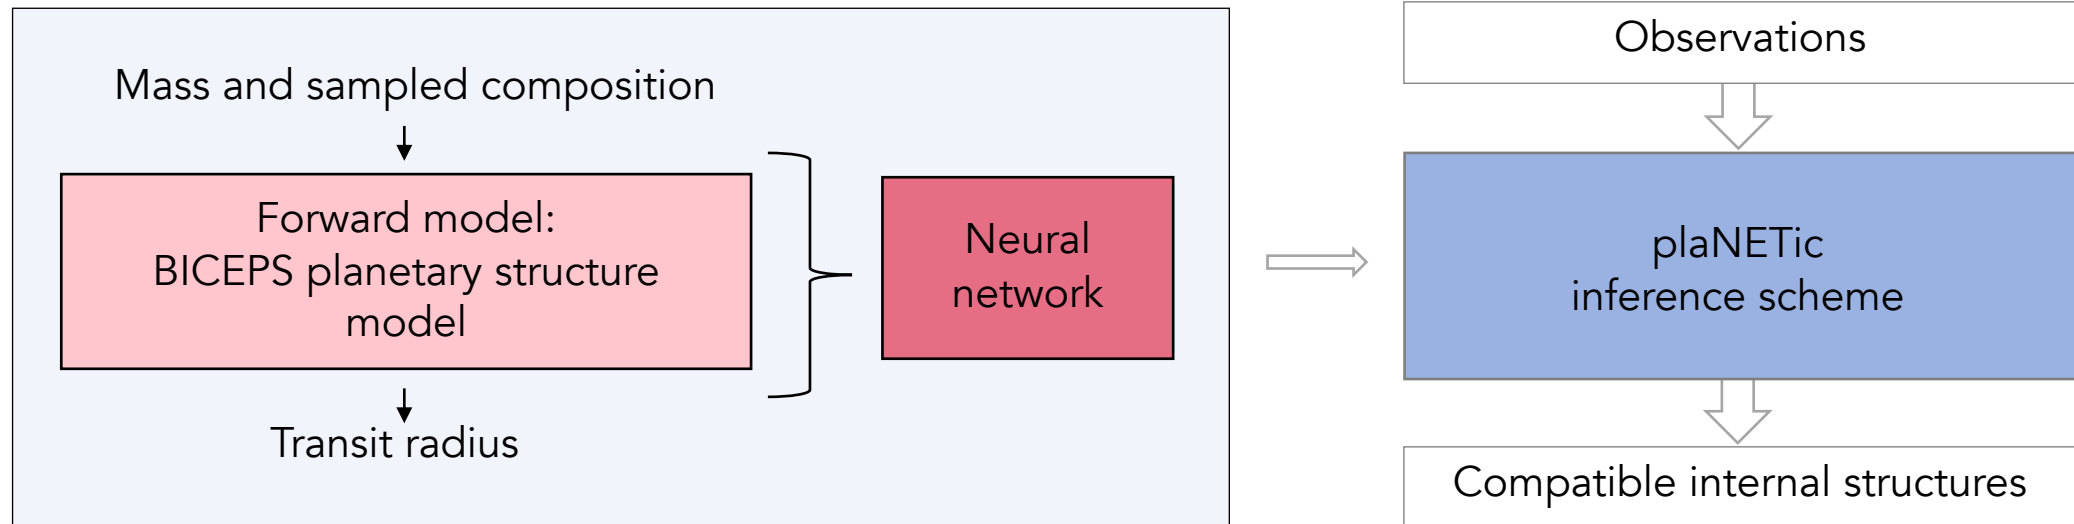 Mass and sampled composition
Forward model:
BICEPS planetary structure
model
Transit radius
Neural
network
Observations
plaNETic
inference scheme
Compatible internal structures